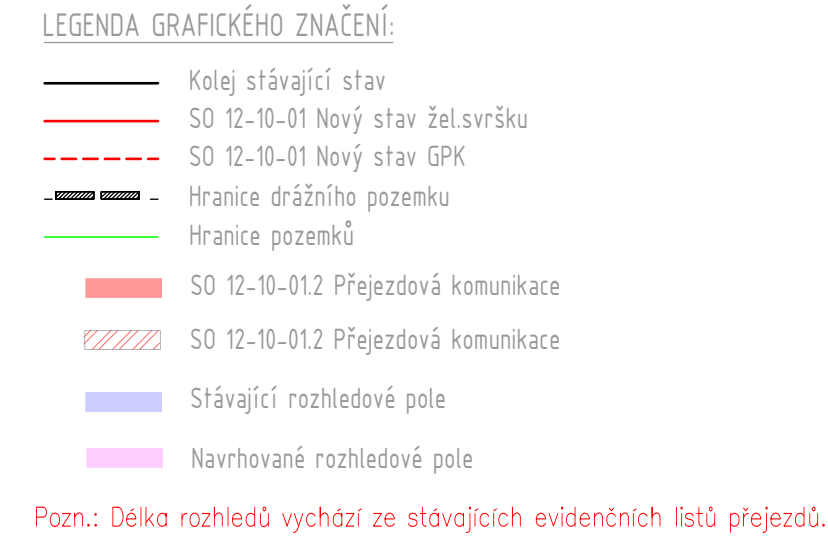 LEGENDA GRAFICKÉHO ZNAČENÍ:
Kolej stávající stav
SO 12-10-01 Nový stav žel.svršku
SO 12-10-01 Nový stav GPK
Hranice drážního pozemku
Hranice pozemků
SO 12-10-01.2 Přejezdová komunikace
SO 12-10-01.2 Přejezdová komunikace
Stávající rozhledové pole
Navrhované rozhledové pole
Pozn.: Délka rozhledů vychází ze stávajících evidenčních listů přejezdů.